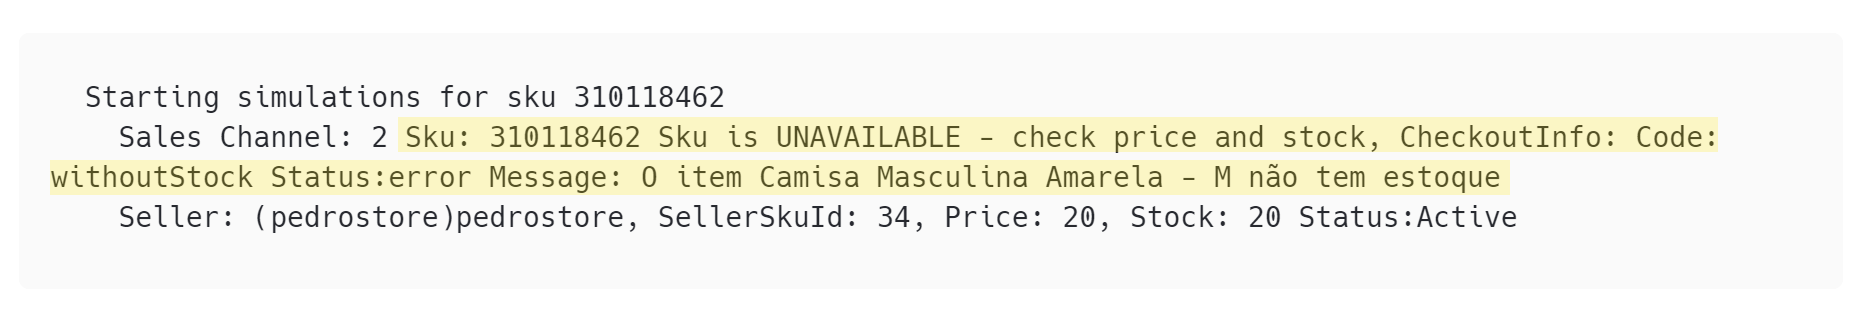 Starting simulations for sku 310118462
Sales Channel: 2 Sku: 310118462 Sku is UNAVAILABLE - check price and stock, CheckoutInfo: Code:
withoutStock Status:error Message: O item Camisa Masculina Amarela - M não tem estoque
Seller: (pedrostore)pedrostore, SellerSkuId: 34, Price: 20, Stock: 20 Status:Active